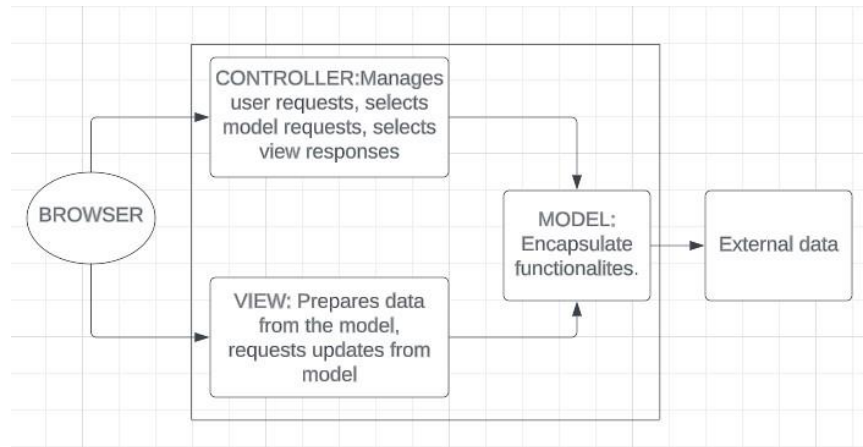 CONTROLLER:Manages
user requests, selects
model requests, selects
view responses
BROWSER
MODEL:
Encapsulate
functionalites.
External data
VIEW: Prepares data
from the model,
requests updates from
model